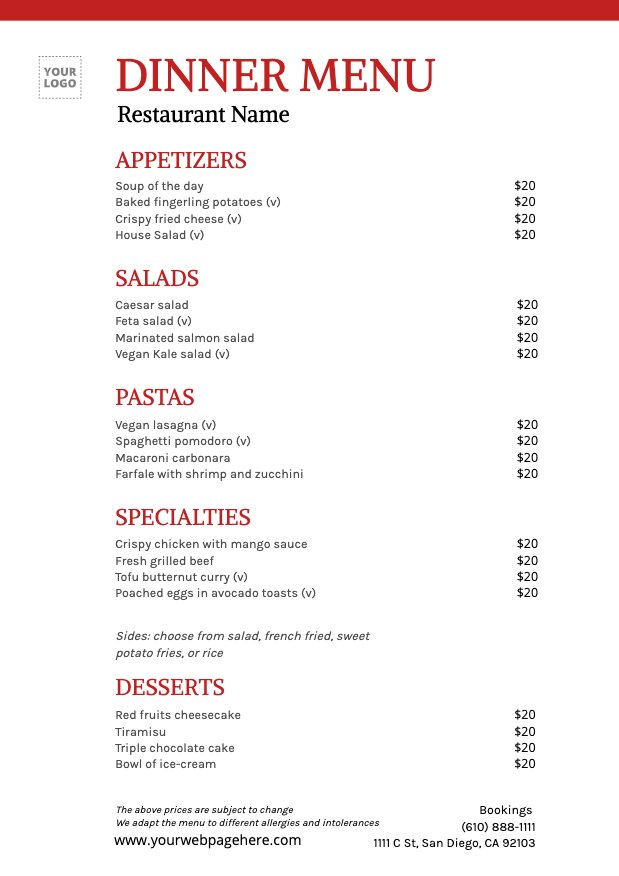 YOUR
LOGO
DINNER MENU
Restaurant Name
APPETIZERS
Soup of the day $20
Baked fingerling potatoes (v) $20
Crispy fried cheese (v) $20
House Salad (v) $20
SALADS
Caesar salad $20
Feta salad (v) $20
Marinated salmon salad $20
Vegan Kale salad (v) $20
PASTAS
Vegan lasagna (v) $20
Spaghetti pomodoro (v) $20
Macaroni carbonara $20
Farfale with shrimp and zucchini $20
SPECIALTIES
Crispy chicken with mango sauce $20
Fresh grilled beef $20
Tofu butternut curry (v) $20
Poached eggs in avocado toasts (v) $20
Sides: choose from salad, french fried, sweet
potato fries, or rice
DESSERTS
Red fruits cheesecake $20
Tiramisu $20
Triple chocolate cake $20
Bowl of ice-cream $20
The above prices are subject to change
We adapt the menu to different allergies and intolerances
www.yourwebpagehere.com
Bookings
(610) 888-1111
1111 C St, San Diego, CA 92103